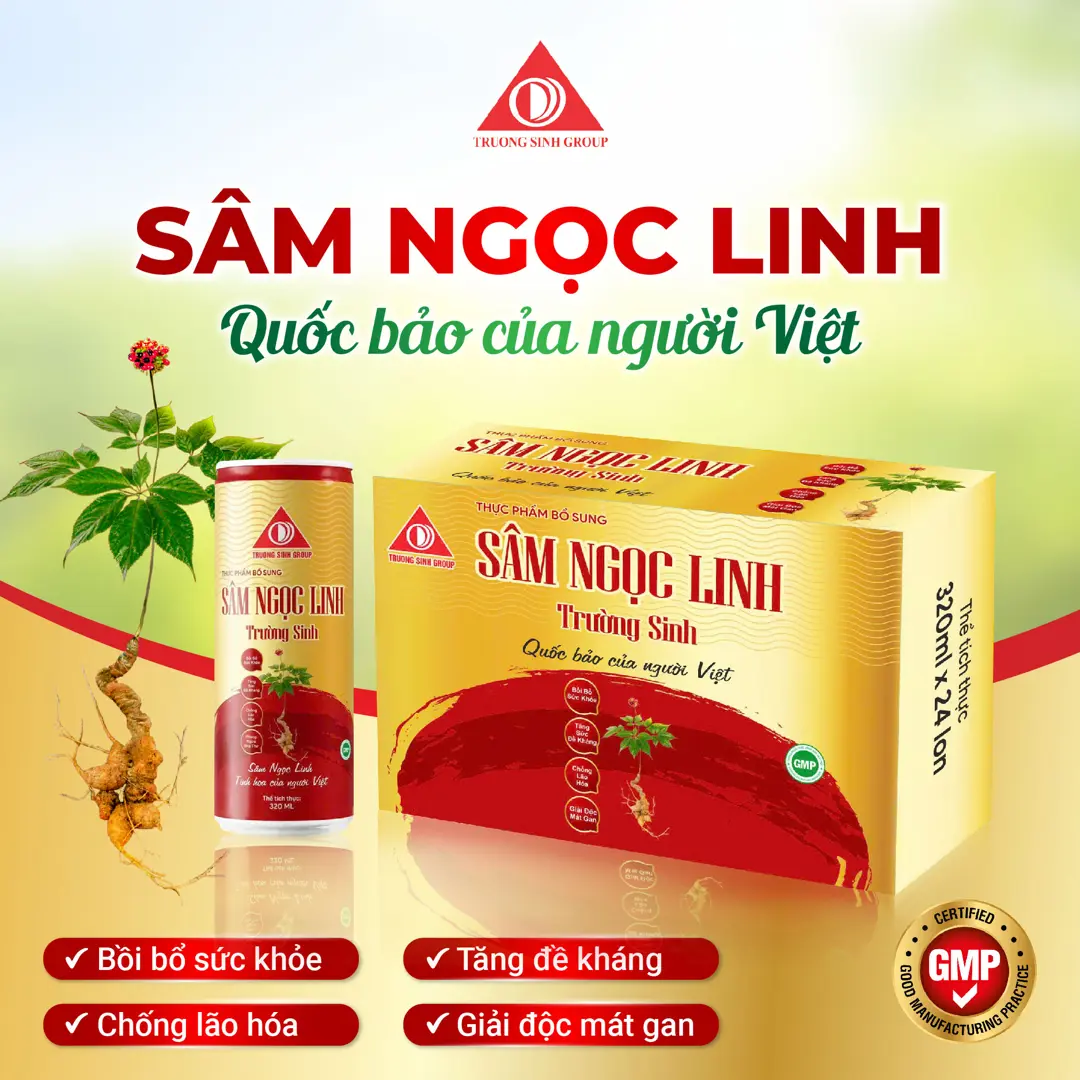 TRUONG SINH GROUP
SÂM NGỌC LINH
Quốc bảo của người Việt
THỰC PHẨM BỔ SUNG
SÂM NGỌC LINH
Trường Sinh
Quốc bảo của người Việt
TRUONG SINH GROUP
THỰC PHẨM BỔ SUNG
SÂM NGỌC LINH
Trường Sinh
Quốc bảo của người Việt
Bồi Bổ
Sức Khỏe
Tăng
Sức
Đề Kháng
Chống
Lão
Hóa
Giải Độc
Mát Gan
GMP
Thể tích thực
320ml x 24 lon
TRUONG SINH GROUP
THỰC PHẨM BỔ SUNG
SÂM NGỌC LINH
Trường Sinh
Sâm Ngọc Linh
Tinh hoa của người Việt
Thể tích thực:
320 ML
GMP
Bồi bổ sức khỏe
Tăng đề kháng
Chống lão hóa
Giải độc mát gan
CERTIFIED
GMP
GOOD MANUFACTURING PRACTICE